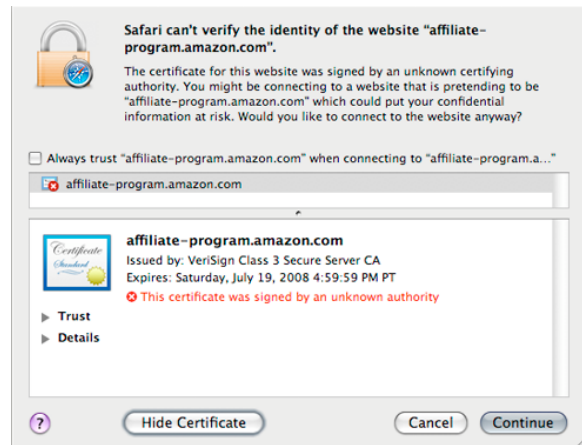 Safari can't verify the identity of the website “affiliate-
program.amazon.com”.
The certificate for this website was signed by an unknown certifying
authority. You might be connecting to a website that is pretending to be
“affiliate-program.amazon.com” which could put your confidential
information at risk. Would you like to connect to the website anyway?
Always trust “affiliate-program.amazon.com” when connecting to “affiliate-program.a...”
affiliate-program.amazon.com
Certificate
Standard
affiliate-program.amazon.com
Issued by: VeriSign Class 3 Secure Server CA
Expires: Saturday, July 19, 2008 4:59:59 PM PT
This certificate was signed by an unknown authority
Trust
Details
?
Hide Certificate
Cancel
Continue